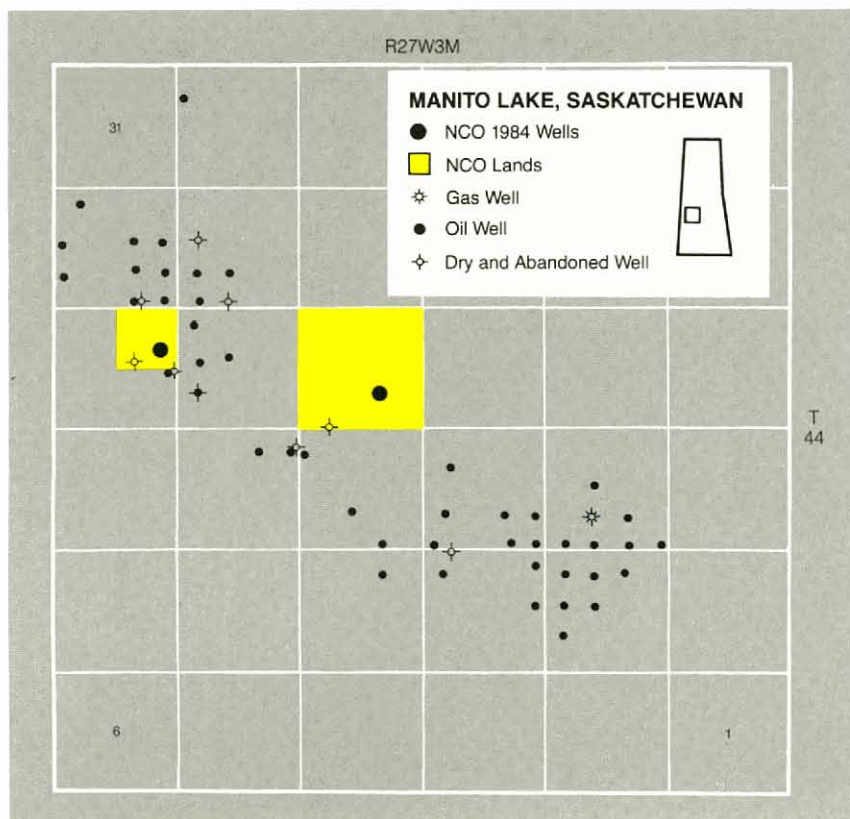 R27W3M
31
MANITO LAKE, SASKATCHEWAN
NCO 1984 Wells
NCO Lands
Gas Well
Oil Well
Dry and Abandoned Well
T
44
6
1